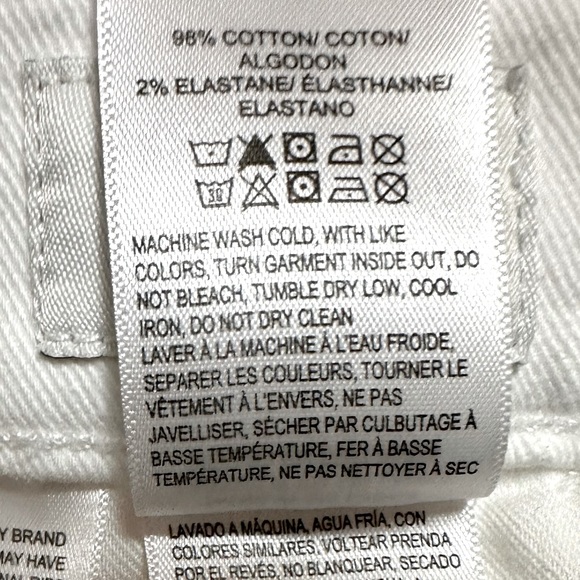 98% COTTON/ COTON/
ALGODON
2% ELASTANE/ ÉLASTHANNE/
ELASTANO
30
MACHINE WASH COLD, WITH LIKE
COLORS, TURN GARMENT INSIDE OUT, DO
NOT BLEACH, TUMBLE DRY LOW, COOL
IRON, DO NOT DRY CLEAN
LAVER À LA MACHINE À L'EAU FROIDE,
SEPARER LES COULEURS, TOURNER LE
VÊTEMENT À L'ENVERS, NE PAS
JAVELLISER, SÉCHER PAR CULBUTAGE À
BASSE TEMPÉRATURE, FER À BASSE
TEMPÉRATURE, NE PAS NETTOYER À SEC
LAVADO A MÁQUINA, AGUA FRÍA, CON
COLORES SIMILARES, VOLTEAR PRENDA
POR EL REVÉS, NO BLANQUEAR, SECADO
Y BRAND
MAY HAVE